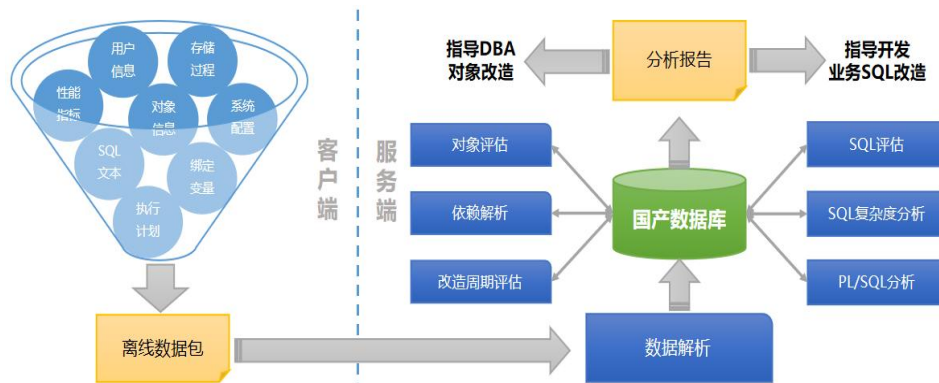 用户
信息
存储
过程
性能
指标
对象
信息
系统
配置
SQL
文本
绑定
变量
执行
计划
离线数据包
客户端
服务端
指导DBA
对象改造
分析报告
指导开发
业务SQL改造
对象评估
依赖解析
改造周期评估
国产数据库
SQL评估
SQL复杂度分析
PL/SQL分析
数据解析